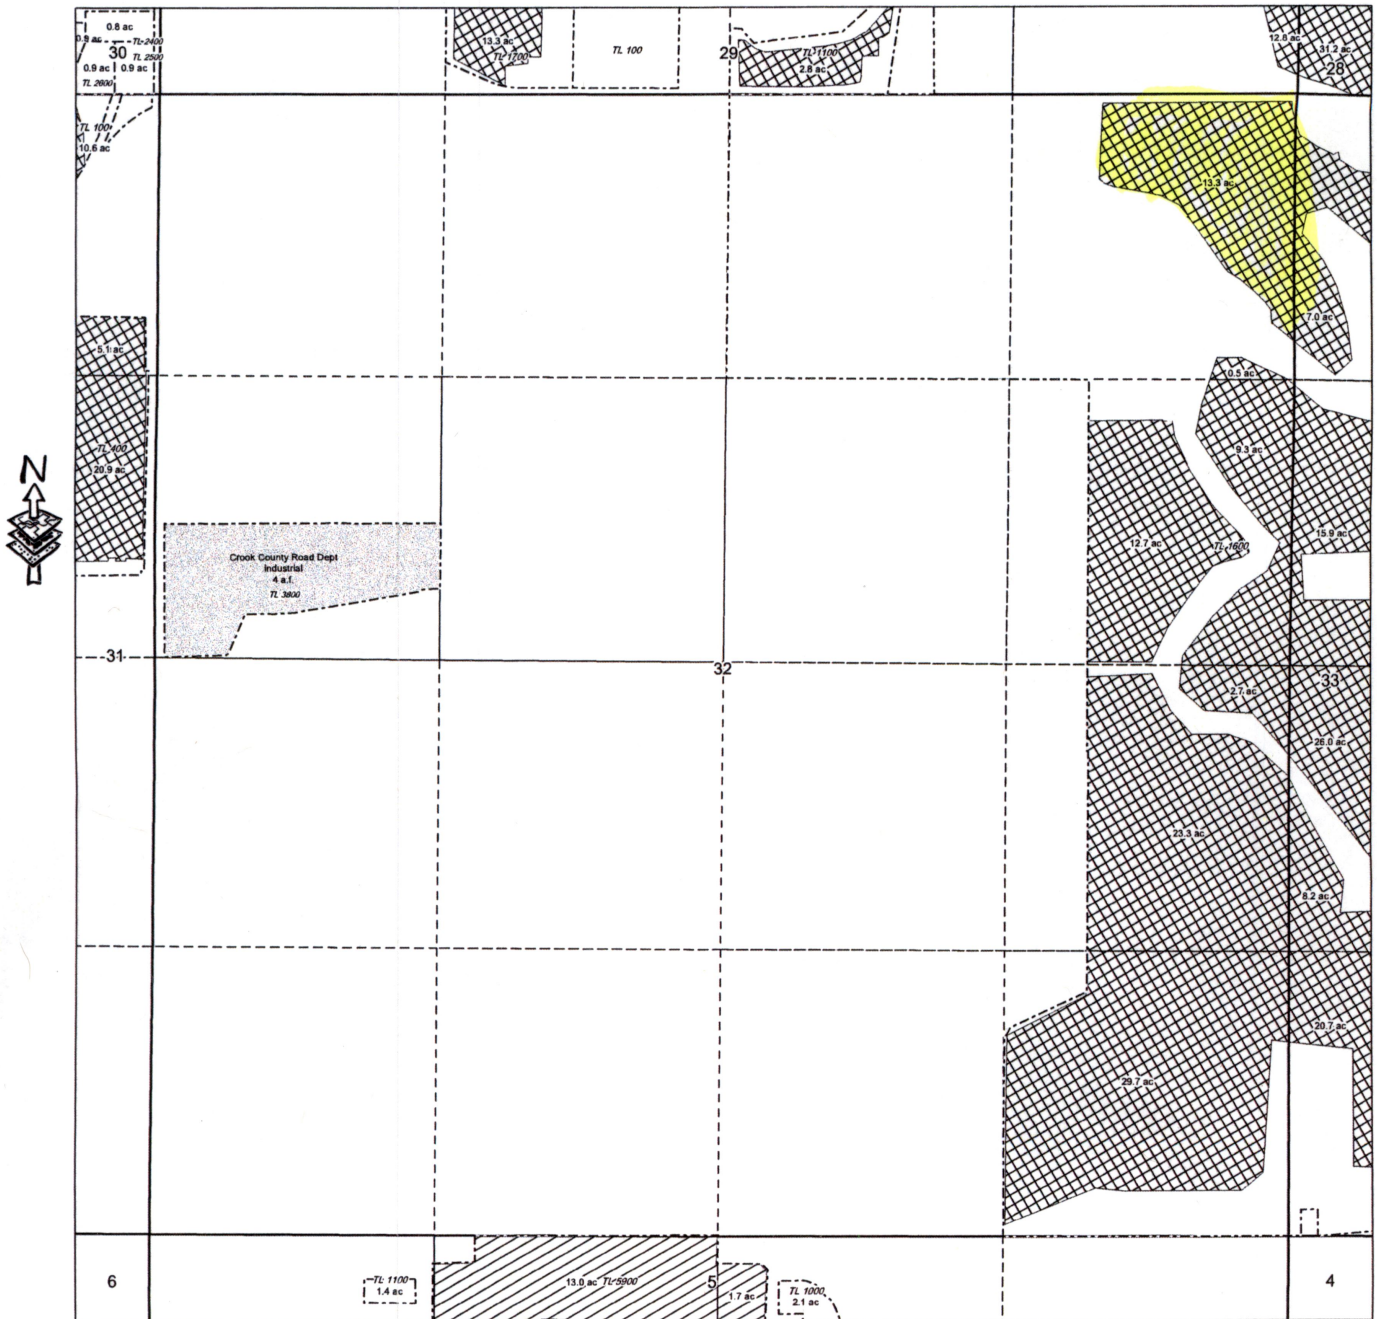 0.8 ac
0.9 ac
30
TL 2400
TL 2500
0.9 ac
0.9 ac
TL 2600
13.3 ac
TL 1700
TL 100
29
TL 1100
2.8 ac
12.8 ac
31.2 ac
28
TL 100
10.6 ac
13.3 ac
7.0 ac
5.1 ac
0.5 ac
TL 400
20.9 ac
9.3 ac
N
12.7 ac
TL 1600
15.9 ac
Crook County Road Dept
Industrial
4 a.f.
TL 3800
31
32
2.7 ac
33
26.0 ac
23.3 ac
8.2 ac
20.7 ac
29.7 ac
6
TL 1100
1.4 ac
13.0 ac
TL 5900
5
1.7 ac
TL 1000
2.1 ac
4